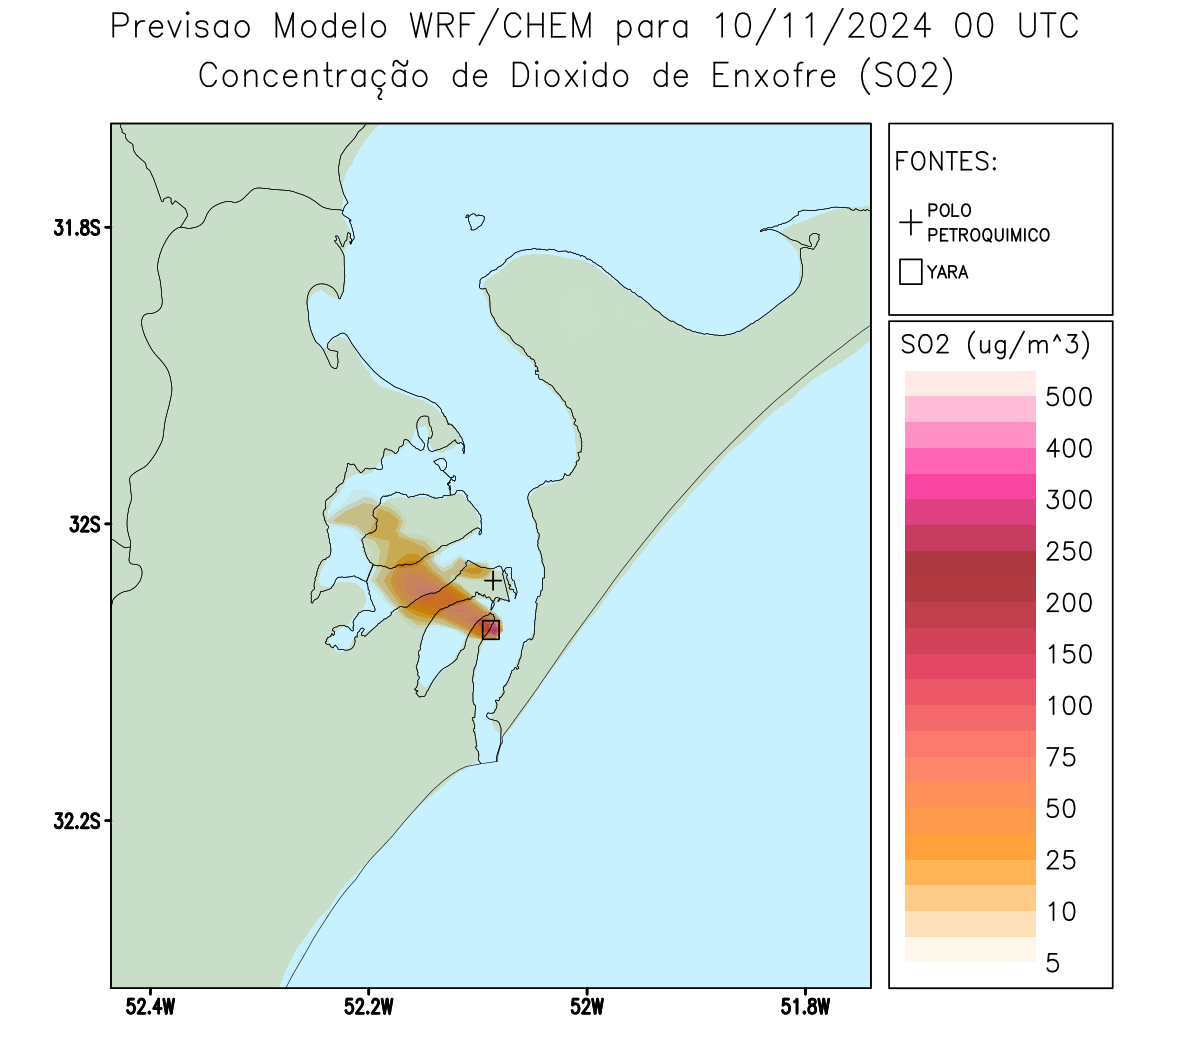 Previsao Modelo WRF/CHEM para 10/11/2024 00 UTC
Concentração de Dioxido de Enxofre (SO2)
FONTES:
POLO
PETROQUIMICO
YARA
31.8S
32S
32.2S
52.4W
52.2W
52W
51.8W
SO2 (ug/m^3)
500
400
300
250
200
150
100
75
50
25
10
5